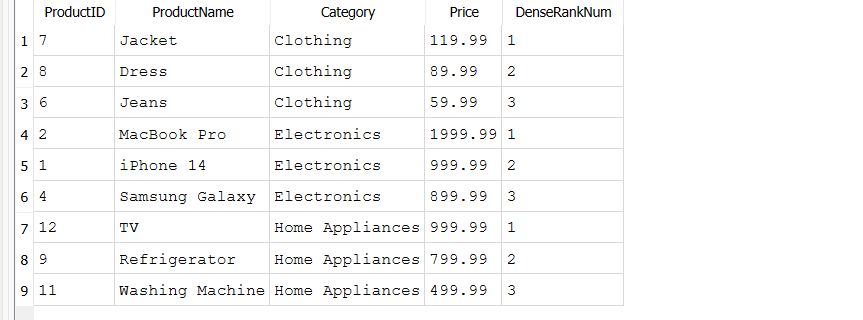 ProductID ProductName Category Price DenseRankNum
1 7 Jacket Clothing 119.99 1
2 8 Dress Clothing 89.99 2
3 6 Jeans Clothing 59.99 3
4 2 MacBook Pro Electronics 1999.99 1
5 1 iPhone 14 Electronics 999.99 2
6 4 Samsung Galaxy Electronics 899.99 3
7 12 TV Home Appliances 999.99 1
8 9 Refrigerator Home Appliances 799.99 2
9 11 Washing Machine Home Appliances 499.99 3